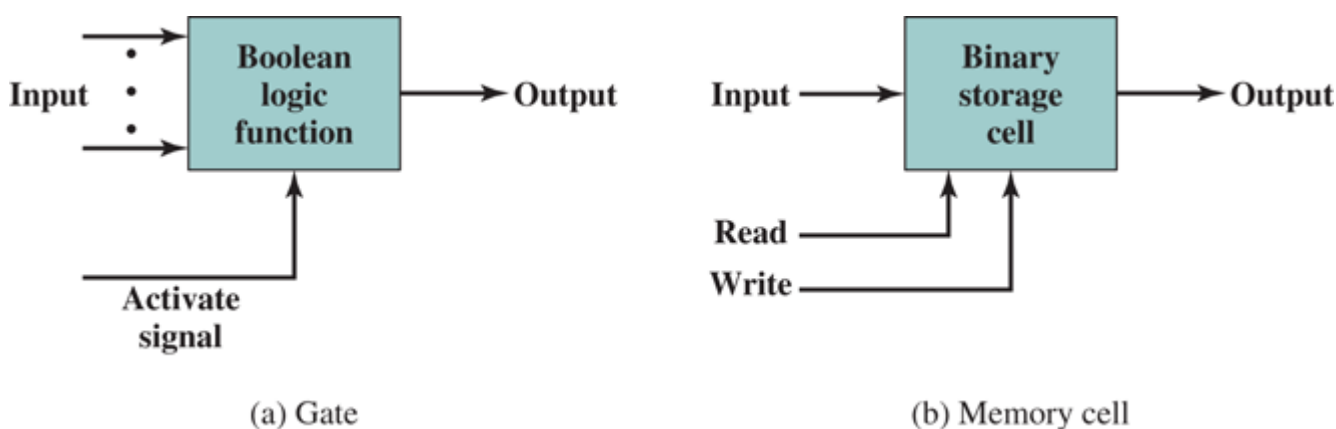 Input
Boolean
logic
function
Output
Activate
signal
(a) Gate
Input
Binary
storage
cell
Output
Read
Write
(b) Memory cell